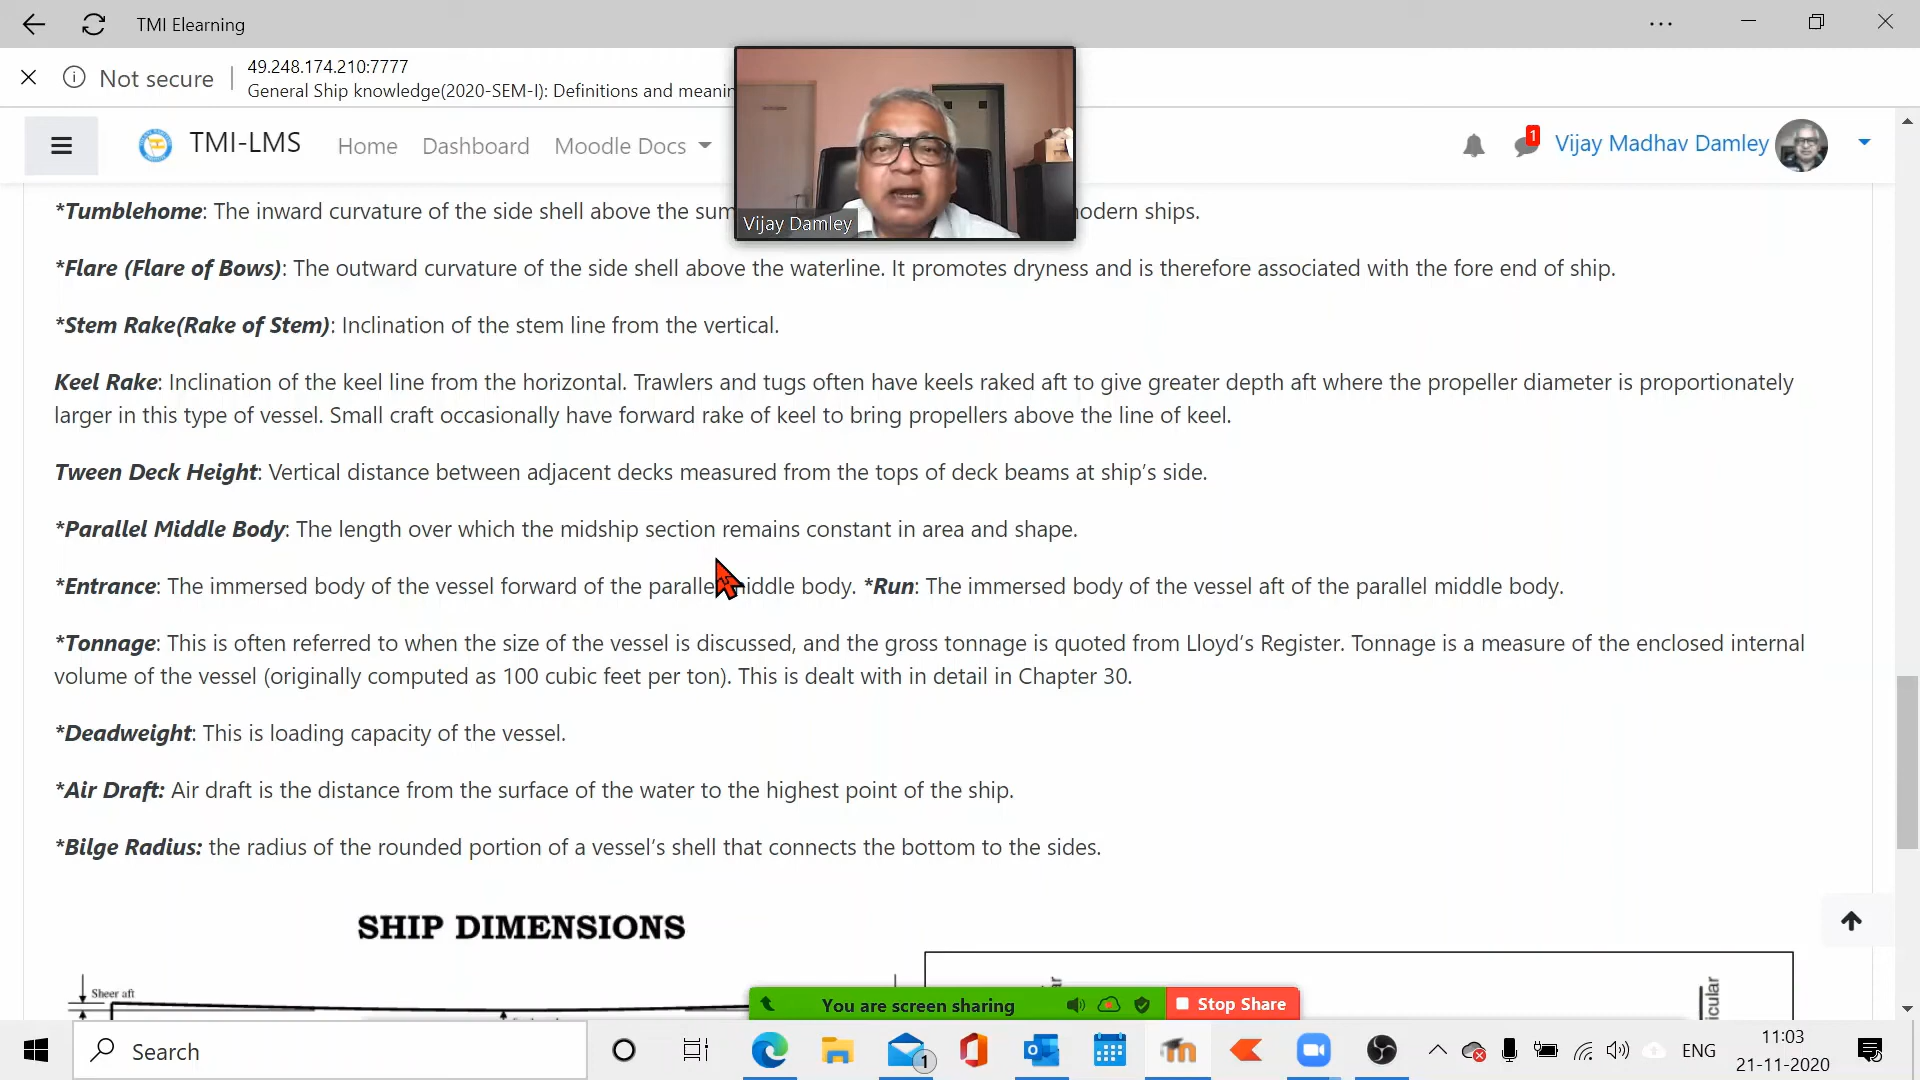 TMI Elearning
Not secure
49.248.174.210:7777
General Ship knowledge(2020-SEM-I): Definitions and meanin
TMI-LMS Home Dashboard Moodle Docs
1 Vijay Madhav Damley
Vijay Damley
*Tumblehome: The inward curvature of the side shell above the sum
odern ships.
*Flare (Flare of Bows): The outward curvature of the side shell above the waterline. It promotes dryness and is therefore associated with the fore end of ship.
*Stem Rake(Rake of Stem): Inclination of the stem line from the vertical.
Keel Rake: Inclination of the keel line from the horizontal. Trawlers and tugs often have keels raked aft to give greater depth aft where the propeller diameter is proportionately
larger in this type of vessel. Small craft occasionally have forward rake of keel to bring propellers above the line of keel.
Tween Deck Height: Vertical distance between adjacent decks measured from the tops of deck beams at ship's side.
*Parallel Middle Body: The length over which the midship section remains constant in area and shape.
*Entrance: The immersed body of the vessel forward of the parallel middle body. *Run: The immersed body of the vessel aft of the parallel middle body.
*Tonnage: This is often referred to when the size of the vessel is discussed, and the gross tonnage is quoted from Lloyd's Register. Tonnage is a measure of the enclosed internal
volume of the vessel (originally computed as 100 cubic feet per ton). This is dealt with in detail in Chapter 30.
*Deadweight: This is loading capacity of the vessel.
*Air Draft: Air draft is the distance from the surface of the water to the highest point of the ship.
*Bilge Radius: the radius of the rounded portion of a vessel's shell that connects the bottom to the sides.
SHIP DIMENSIONS
Sheer aft
icular
You are screen sharing
Stop Share
Search
1
ENG
11:03
21-11-2020